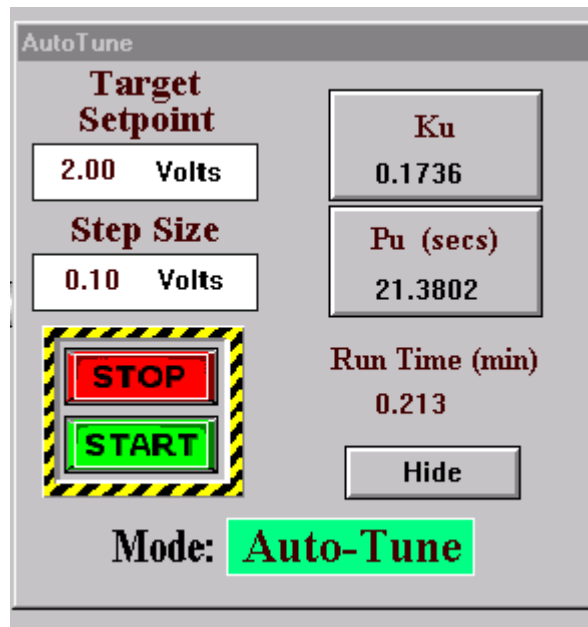 AutoTune
Target
Setpoint
2.00 Volts
Step Size
0.10 Volts
STOP
START
Ku
0.1736
Pu (secs)
21.3802
Run Time (min)
0.213
Hide
Mode: Auto-Tune